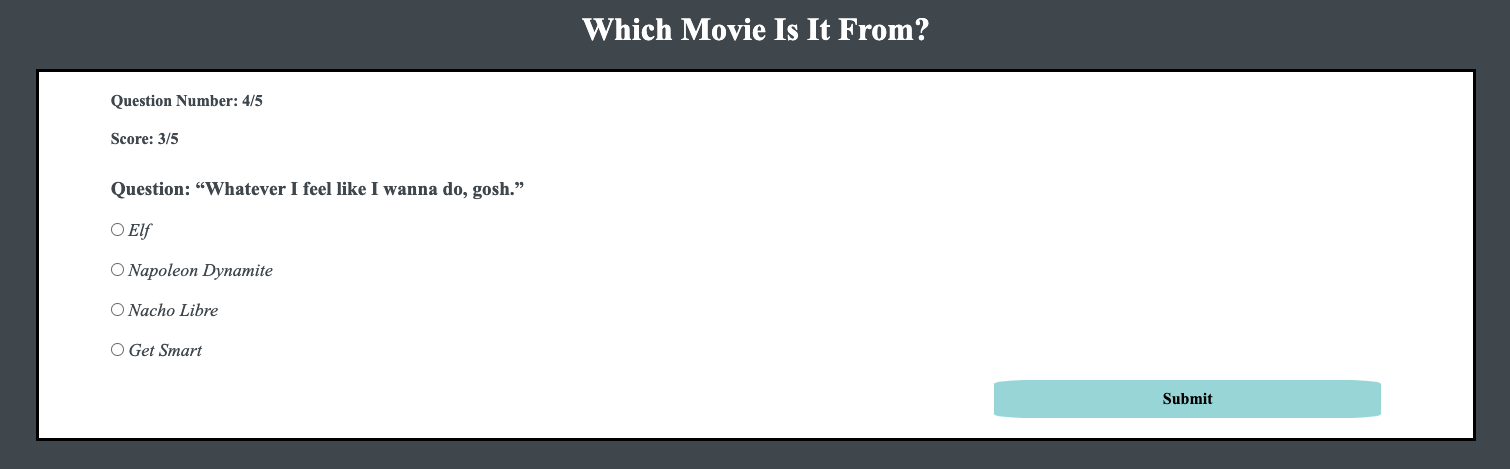 Which Movie Is It From?
Question Number: 4/5
Score: 3/5
Question: “Whatever I feel like I wanna do, gosh.”
Elf
Napoleon Dynamite
Nacho Libre
Get Smart
Submit